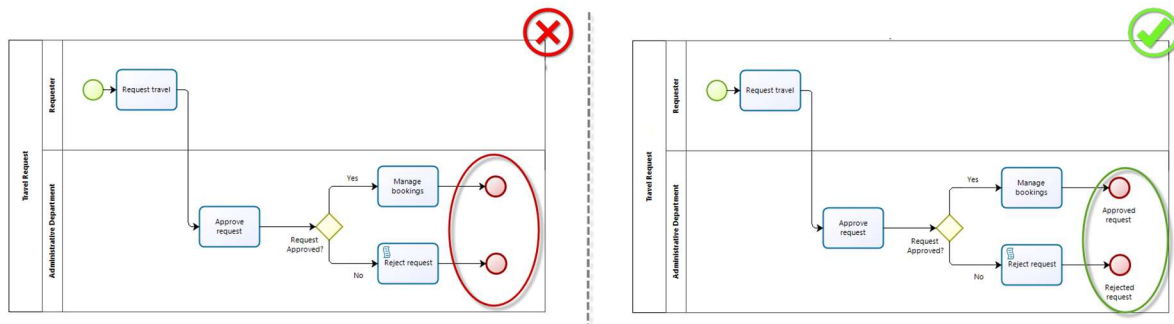 Travel Request
Requester
Request travel
Administrative Department
Approve
request
Request
Approved?
Yes
Manage
bookings
No
Reject request
Travel Request
Requester
Request travel
Administrative Department
Approve
request
Request
Approved?
Yes
Manage
bookings
Approved
request
No
Reject request
Rejected
request